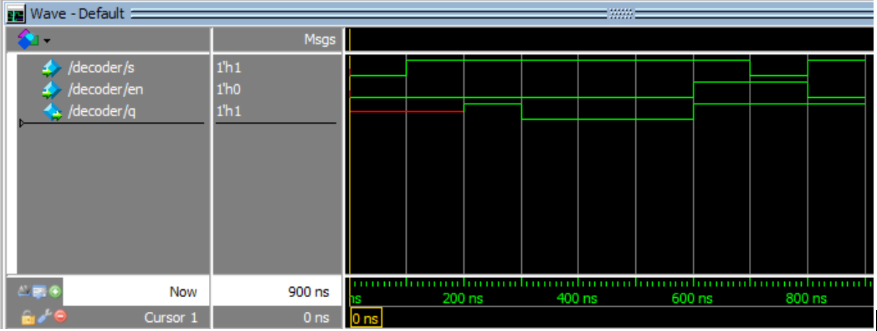 Wave - Default
Msgs
/decoder/s 1'h1
/decoder/en 1'h0
/decoder/q 1'h1
Now 900 ns
ns 200 ns 400 ns 600 ns 800 ns
Cursor 1 0 ns 0 ns